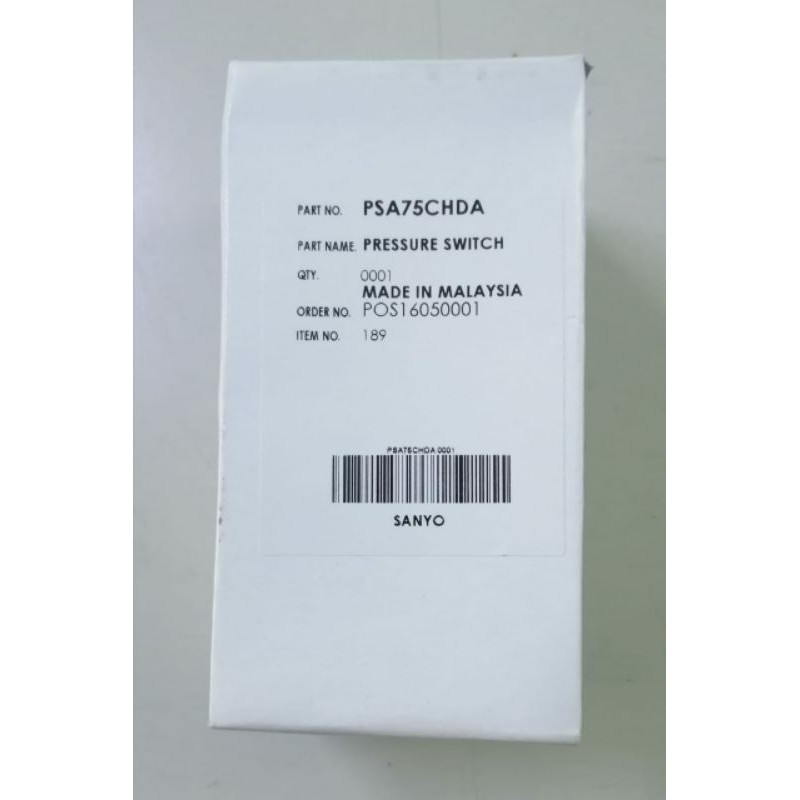 PART NO. PSA75CHDA
PART NAME. PRESSURE SWITCH
QTY. 0001
MADE IN MALAYSIA
ORDER NO. POS16050001
ITEM NO. 189
PSA75CHDA 0001
SANYO